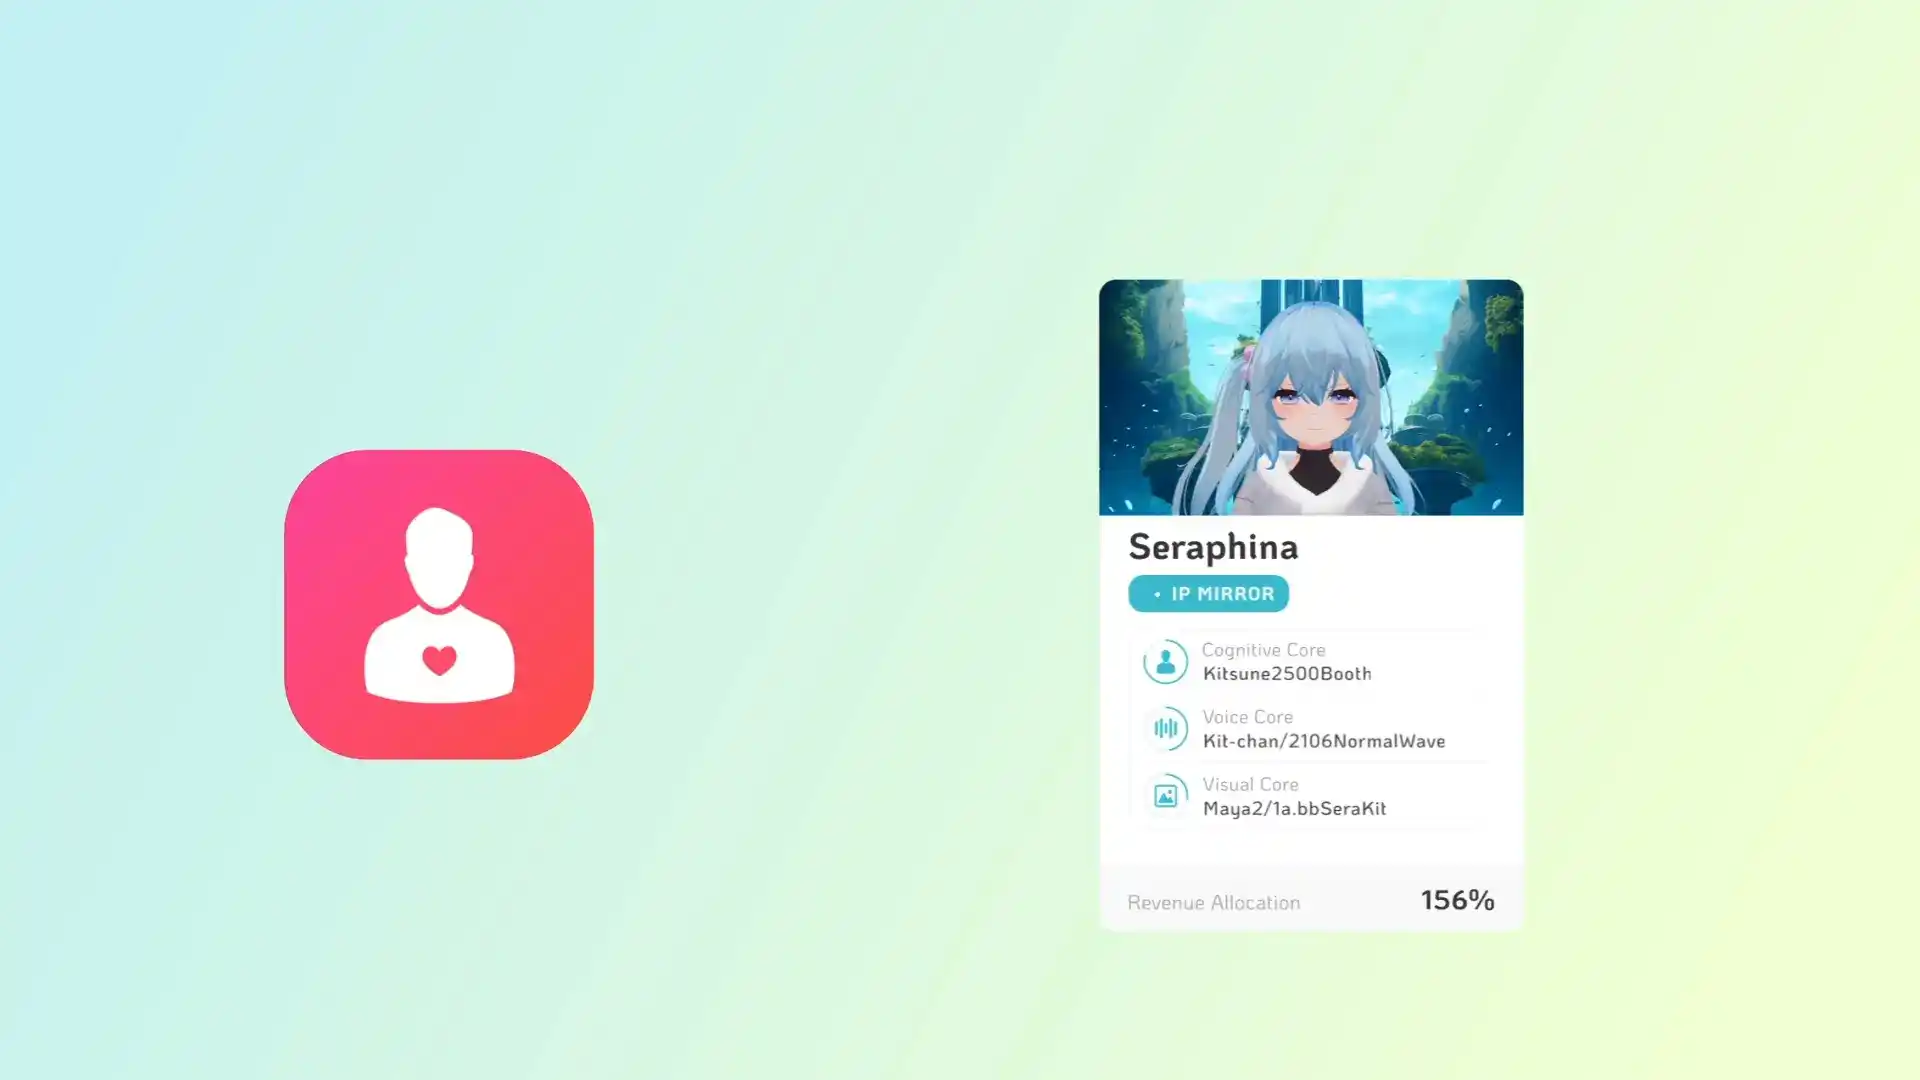 Seraphina
• IP MIRROR
Cognitive Core
Kitsune2500Booth
Voice Core
Kit-chan/2106NormalWave
Visual Core
Maya2/1a.bbSeraKit
Revenue Allocation
156%